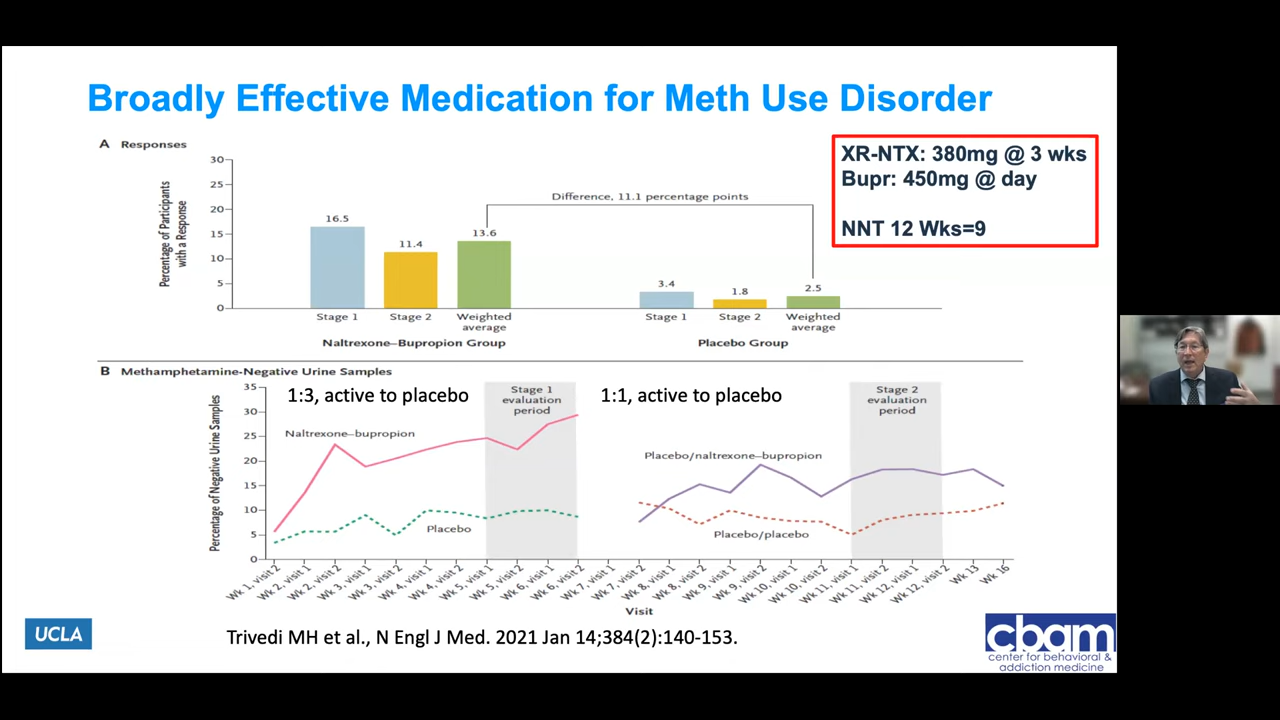 Broadly Effective Medication for Meth Use Disorder
A Responses
XR-NTX: 380mg @ 3 wks
Bupr: 450mg @ day
NNT 12 Wks=9
Percentage of Participants
with a Response
30
25
20
15
10
5
0
Difference, 11.1 percentage points
16.5
11.4
13.6
3.4
1.8
2.5
Stage 1
Stage 2
Weighted
average
Stage 1
Stage 2
Weighted
average
Naltrexone–Bupropion Group
Placebo Group
B Methamphetamine-Negative Urine Samples
Percentage of Negative Urine Samples
35
30
25
20
15
10
5
0
1:3, active to placebo
Stage 1
evaluation
period
1:1, active to placebo
Stage 2
evaluation
period
Naltrexone–bupropion
Placebo
Placebo/naltrexone–bupropion
Placebo/placebo
Wk 1, visit 2
Wk 2, visit 1
Wk 2, visit 2
Wk 3, visit 1
Wk 3, visit 2
Wk 4, visit 1
Wk 4, visit 2
Wk 5, visit 1
Wk 5, visit 2
Wk 6, visit 1
Wk 6, visit 2
Wk 7, visit 1
Wk 7, visit 2
Wk 8, visit 1
Wk 8, visit 2
Wk 9, visit 1
Wk 9, visit 2
Wk 10, visit 1
Wk 10, visit 2
Wk 11, visit 1
Wk 11, visit 2
Wk 12, visit 1
Wk 12, visit 2
Wk 13
Wk 16
Visit
UCLA
Trivedi MH et al., N Engl J Med. 2021 Jan 14;384(2):140-153.
cbam
center for behavioral &
addiction medicine